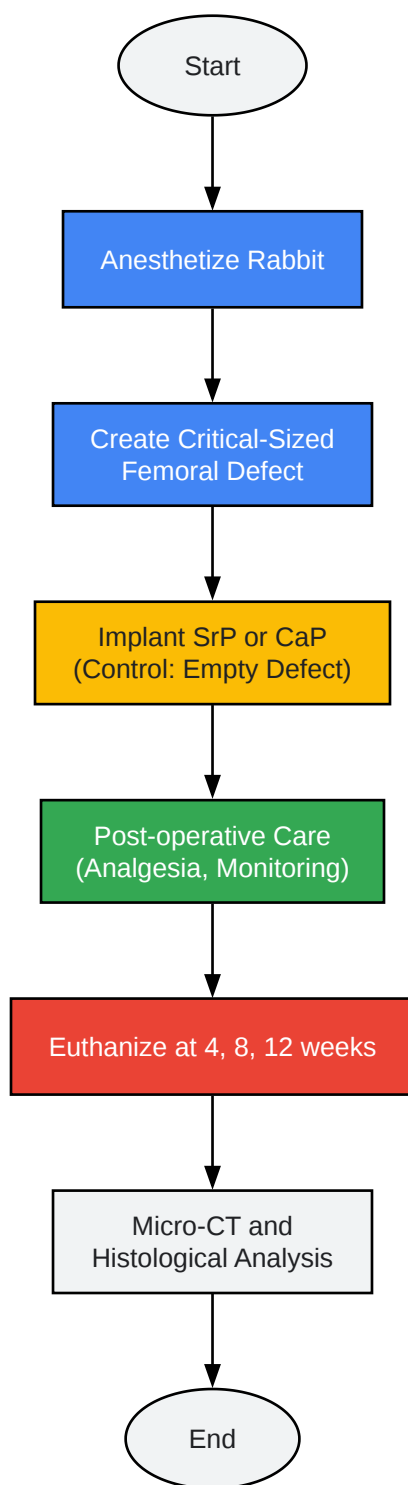 Start
Anesthetize Rabbit
Create Critical-Sized
Femoral Defect
Implant SrP or CaP
(Control: Empty Defect)
Post-operative Care
(Analgesia, Monitoring)
Euthanize at 4, 8, 12 weeks
Micro-CT and
Histological Analysis
End